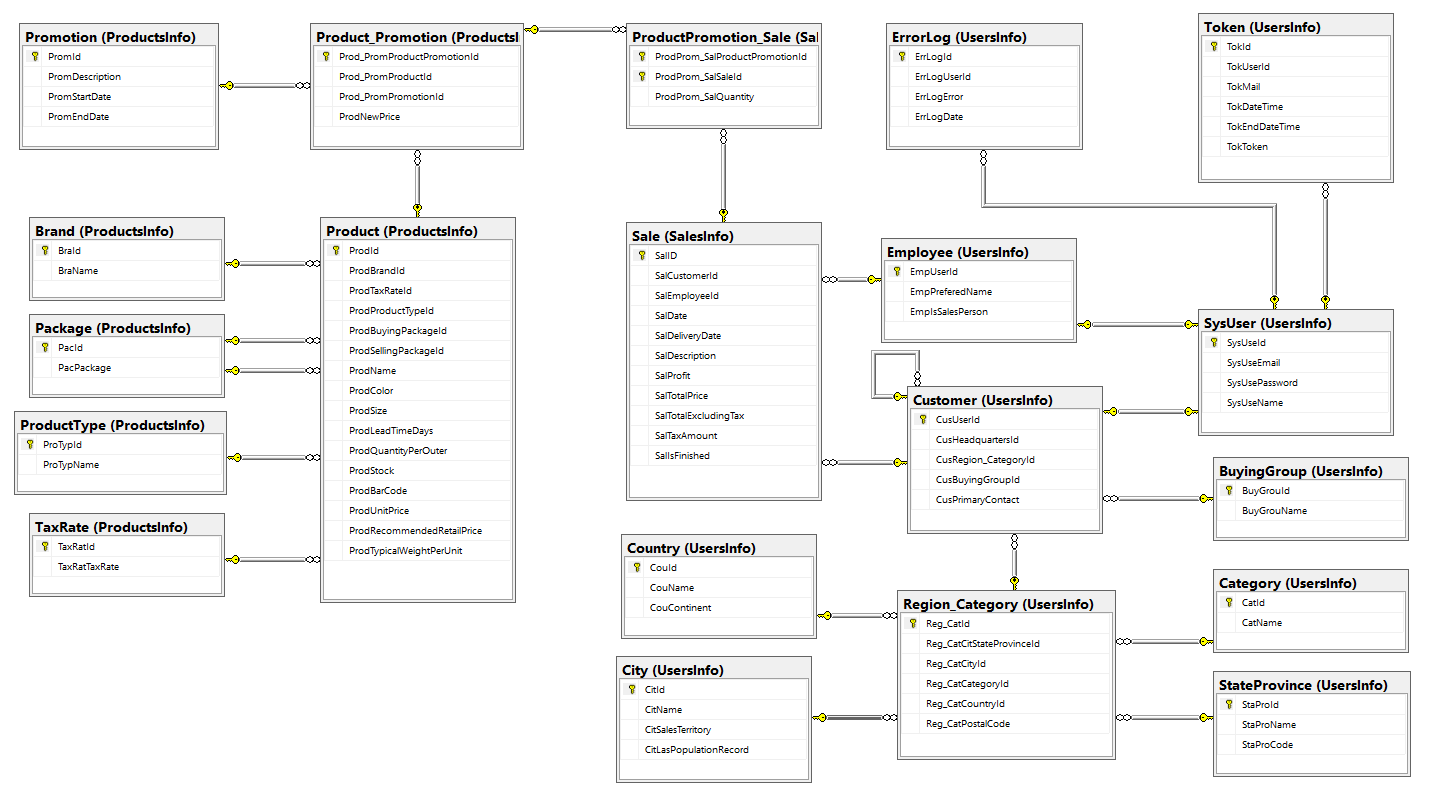 Promotion (ProductsInfo)
PromId
PromDescription
PromStartDate
PromEndDate
Product_Promotion (ProductsI
Prod_PromProductPromotionId
Prod_PromProductId
Prod_PromPromotionId
ProdNewPrice
ProductPromotion_Sale (Sal
ProdProm_SalProductPromotionId
ProdProm_SalSaleId
ProdProm_SalQuantity
ErrorLog (UsersInfo)
ErrLogId
ErrLogUserId
ErrLogError
ErrLogDate
Token (UsersInfo)
TokId
TokUserId
TokMail
TokDateTime
TokEndDateTime
TokToken
Brand (ProductsInfo)
BraId
BraName
Package (ProductsInfo)
PacId
PacPackage
ProductType (ProductsInfo)
ProTypId
ProTypName
TaxRate (ProductsInfo)
TaxRatId
TaxRatTaxRate
Product (ProductsInfo)
ProdId
ProdBrandId
ProdTaxRateId
ProdProductTypeId
ProdBuyingPackageId
ProdSellingPackageId
ProdName
ProdColor
ProdSize
ProdLeadTimeDays
ProdQuantityPerOuter
ProdStock
ProdBarCode
ProdUnitPrice
ProdRecommendedRetailPrice
ProdTypicalWeightPerUnit
Sale (SalesInfo)
SalID
SalCustomerId
SalEmployeeId
SalDate
SalDeliveryDate
SalDescription
SalProfit
SalTotalPrice
SalTotalExcludingTax
SalTaxAmount
SalIsFinished
Employee (UsersInfo)
EmpUserId
EmpPreferedName
EmpIsSalesPerson
SysUser (UsersInfo)
SysUseId
SysUseEmail
SysUsePassword
SysUseName
Customer (UsersInfo)
CusUserId
CusHeadquartersId
CusRegion_CategoryId
CusBuyingGroupId
CusPrimaryContact
BuyingGroup (UsersInfo)
BuyGrouId
BuyGrouName
Country (UsersInfo)
CouId
CouName
CouContinent
City (UsersInfo)
CitId
CitName
CitSalesTerritory
CitLasPopulationRecord
Region_Category (UsersInfo)
Reg_CatId
Reg_CatCitStateProvinceId
Reg_CatCityId
Reg_CatCategoryId
Reg_CatCountryId
Reg_CatPostalCode
Category (UsersInfo)
CatId
CatName
StateProvince (UsersInfo)
StaProId
StaProName
StaProCode